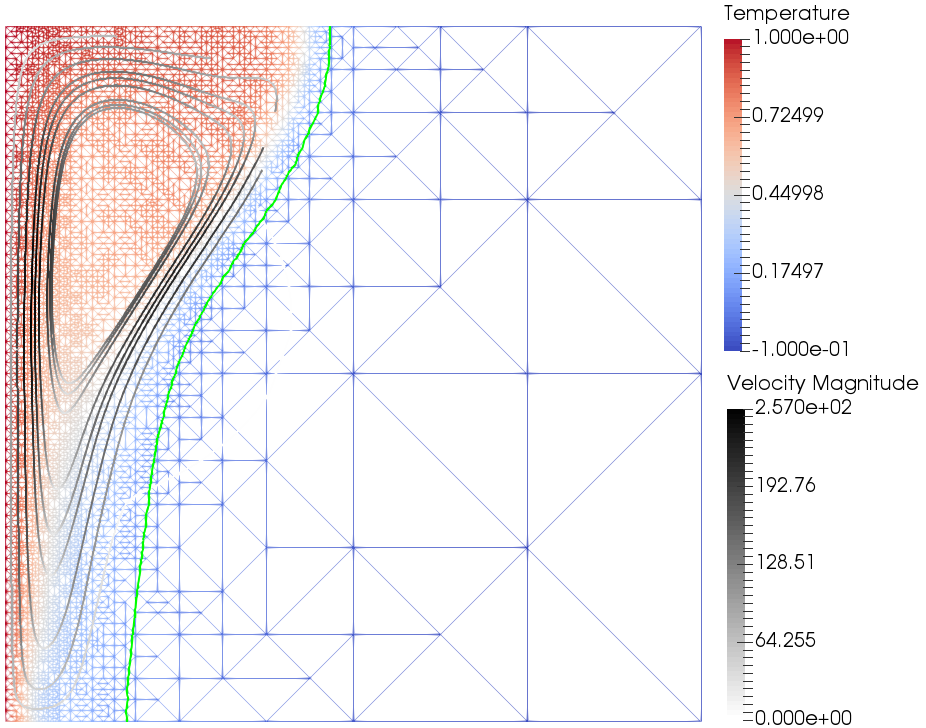 Temperature
1.000e+00
0.72499
0.44998
0.17497
-1.000e-01
Velocity Magnitude
2.570e+02
192.76
128.51
64.255
0.000e+00